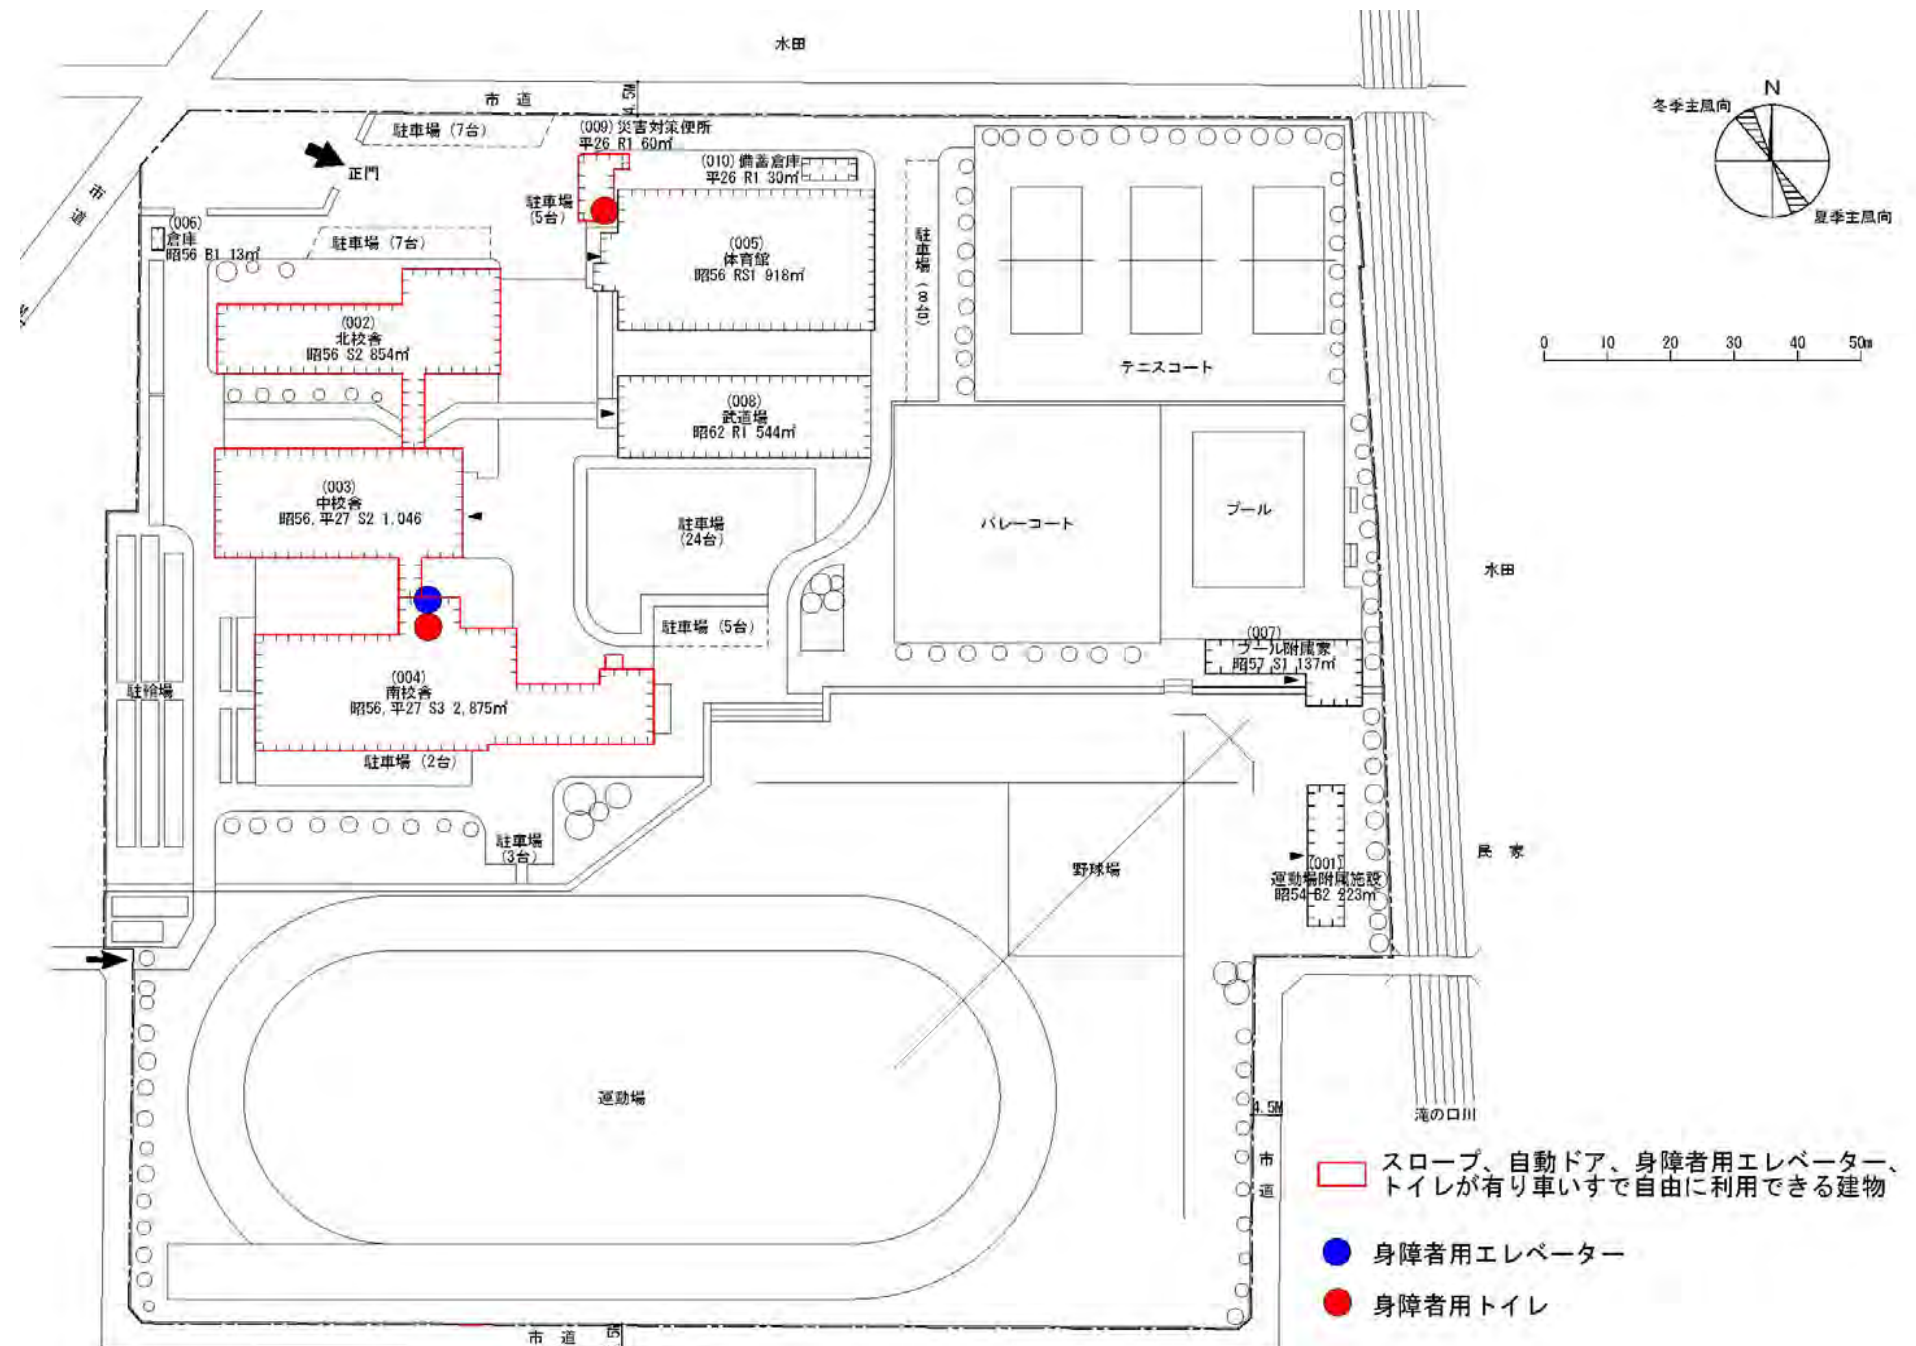 水田
市 道
4.5M
N
冬季主風向
夏季主風向
駐車場 (7台)
(009) 災害対策便所
平26 R1 60㎡
(010) 備蓄倉庫
平26 R1 30㎡
正門
市
道
駐車場
(5台)
(006)
倉庫
昭56 B1 13㎡
駐車場 (7台)
(005)
体育館
昭56 RS1 918㎡
駐車場(8台)
(002)
北校舎
昭56 S2 854㎡
0 10 20 30 40 50m
テニスコート
(008)
武道場
昭62 R1 544㎡
(003)
中校舎
昭56,平27 S2 1,046
駐車場
(24台)
バレーコート
プール
水田
駐車場 (5台)
(007)
プール附属家
昭57 S1 137㎡
(004)
南校舎
昭56,平27 S3 2,875㎡
駐輪場
駐車場 (2台)
駐車場
(3台)
野球場
民 家
(001)
運動場附属施設
昭54 B2 223㎡
運動場
4.5M
滝の口川
市
道
スロープ、自動ドア、身障者用エレベーター、
トイレが有り車いすで自由に利用できる建物
身障者用エレベーター
身障者用トイレ
市 道